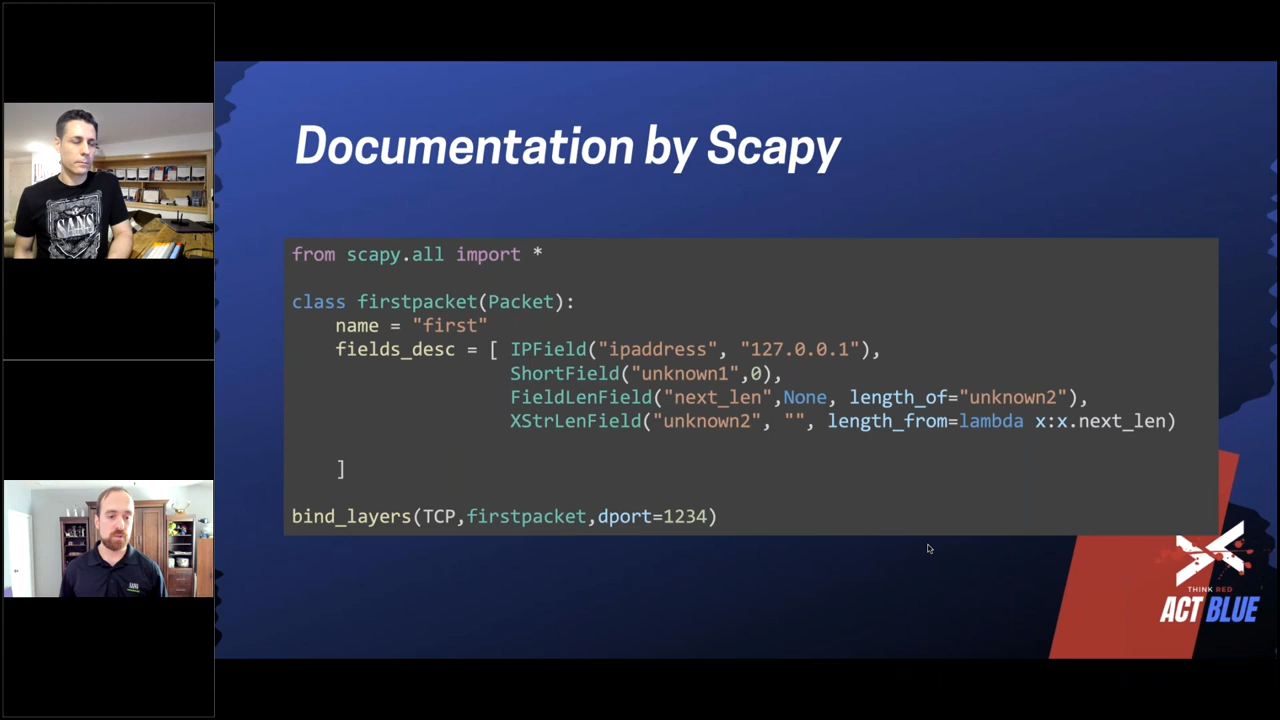 Documentation by Scapy
from scapy.all import *
class firstpacket(Packet):
    name = "first"
    fields_desc = [ IPField("ipaddress", "127.0.0.1"),
                    ShortField("unknown1",0),
                    FieldLenField("next_len",None, length_of="unknown2"),
                    XStrLenField("unknown2", "", length_from=lambda x:x.next_len)
    ]
bind_layers(TCP,firstpacket,dport=1234)
SANS
SANS
THINK RED
ACT BLUE